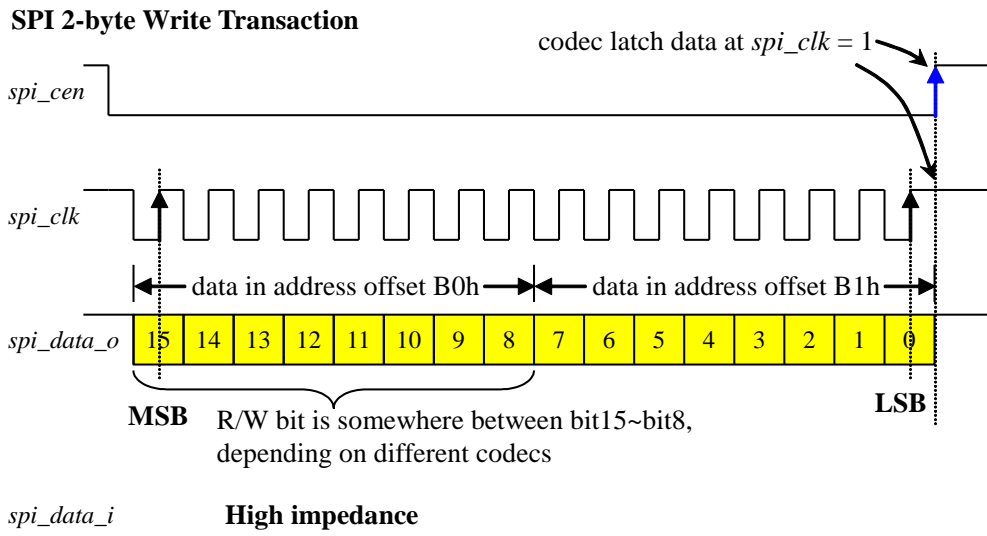 SPI 2-byte Write Transaction
codec latch data at spi_clk = 1
spi_cen
spi_clk
data in address offset B0h
data in address offset B1h
spi_data_o
15 14 13 12 11 10 9 8 7 6 5 4 3 2 1 0
MSB
LSB
R/W bit is somewhere between bit15~bit8,
depending on different codecs
spi_data_i
High impedance